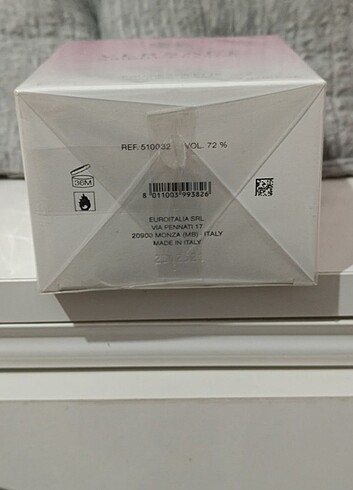 REF. 510032 VOL. 72 %
36M
8 011003 993826
EUROITALIA SRL
VIA PENNATI 17
20900 MONZA (MB) - ITALY
MADE IN ITALY